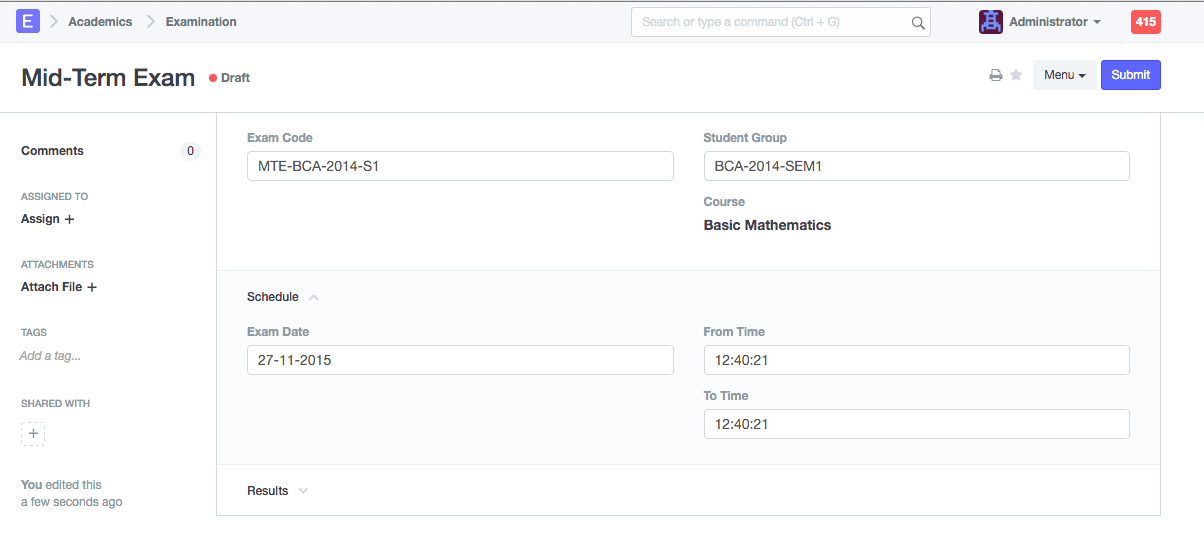 E Academics Examination Search or type a command (Ctrl + G) Administrator 415
Mid-Term Exam Draft Menu Submit
Comments 0
ASSIGNED TO
Assign +
ATTACHMENTS
Attach File +
TAGS
Add a tag...
SHARED WITH
+
You edited this
a few seconds ago
Exam Code
MTE-BCA-2014-S1
Student Group
BCA-2014-SEM1
Course
Basic Mathematics
Schedule
Exam Date
27-11-2015
From Time
12:40:21
To Time
12:40:21
Results